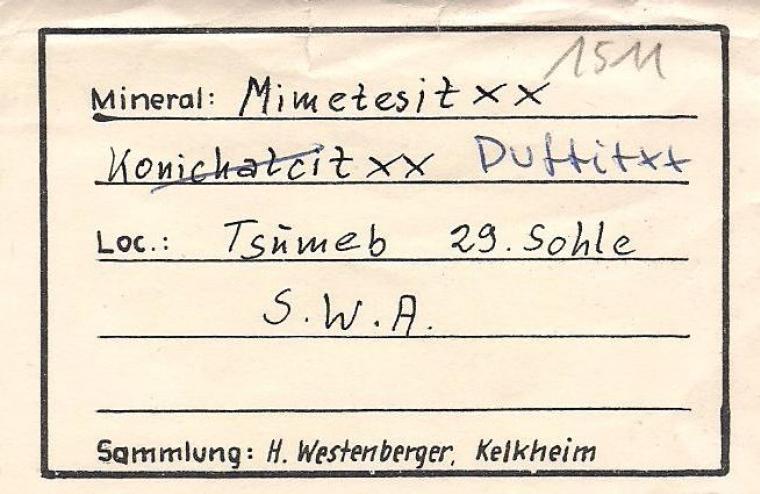 1511
Mineral: Mimetesit xx
Konichalcit xx Duftit xx
Loc.: Tsumeb 29. Sohle
S.W.A.
Sammlung: H. Westenberger, Kelkheim